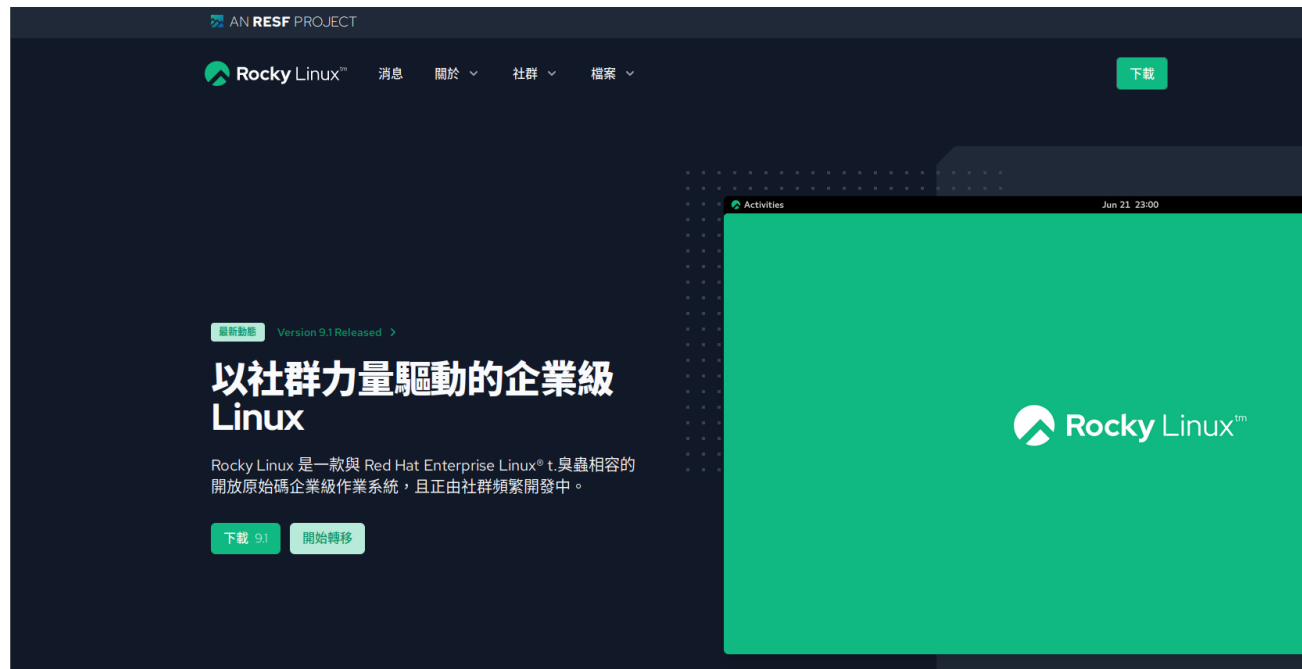 AN RESF PROJECT
Rocky Linux™ 消息 關於 社群 檔案 下載
Activities Jun 21 23:00
最新動態 Version 9.1 Released
以社群力量驅動的企業級
Linux
Rocky Linux™
Rocky Linux 是一款與 Red Hat Enterprise Linux® t.臭蟲相容的
開放原始碼企業級作業系統，且正由社群頻繁開發中。
下載 9.1 開始轉移